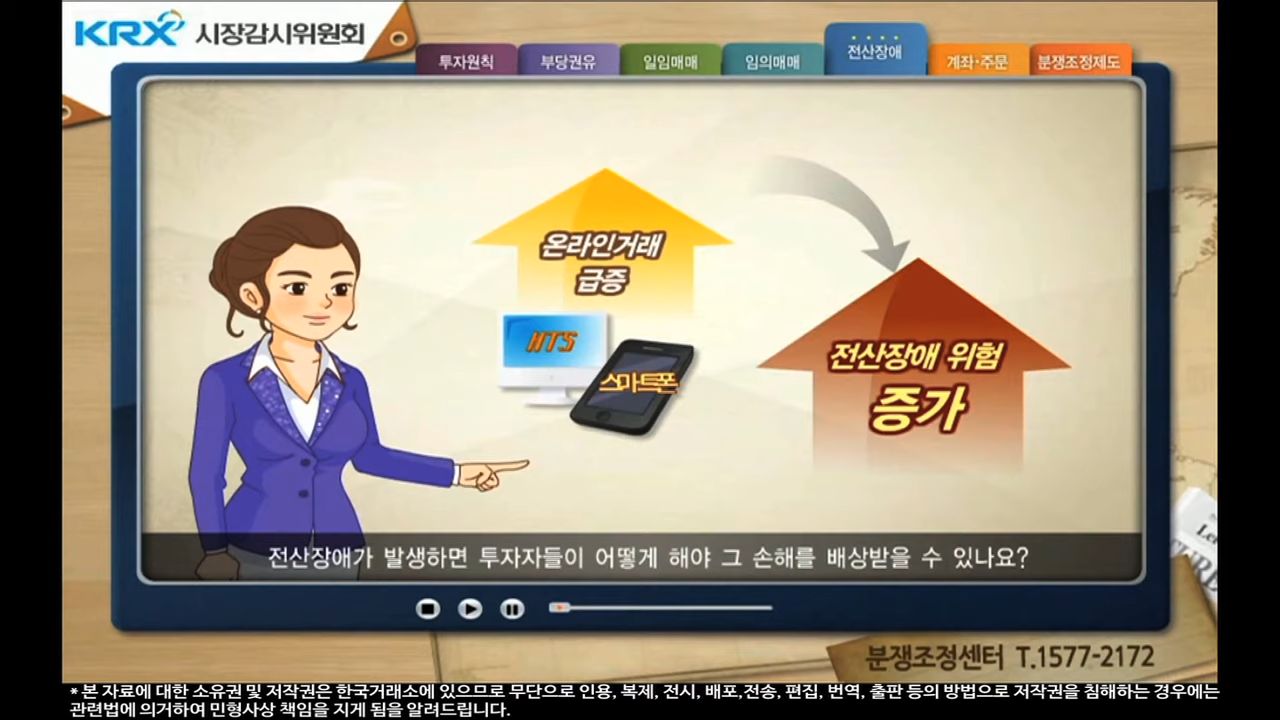 KRX 시장감시위원회
투자원칙
부당권유
일임매매
임의매매
전산장애
계좌·주문
분쟁조정제도
온라인거래
급증
HTS
스마트폰
전산장애 위험
증가
전산장애가 발생하면 투자자들이 어떻게 해야 그 손해를 배상받을 수 있나요?
분쟁조정센터 T.1577-2172
* 본 자료에 대한 소유권 및 저작권은 한국거래소에 있으므로 무단으로 인용, 복제, 전시, 배포,전송, 편집, 번역, 출판 등의 방법으로 저작권을 침해하는 경우에는
관련법에 의거하여 민형사상 책임을 지게 됨을 알려드립니다.